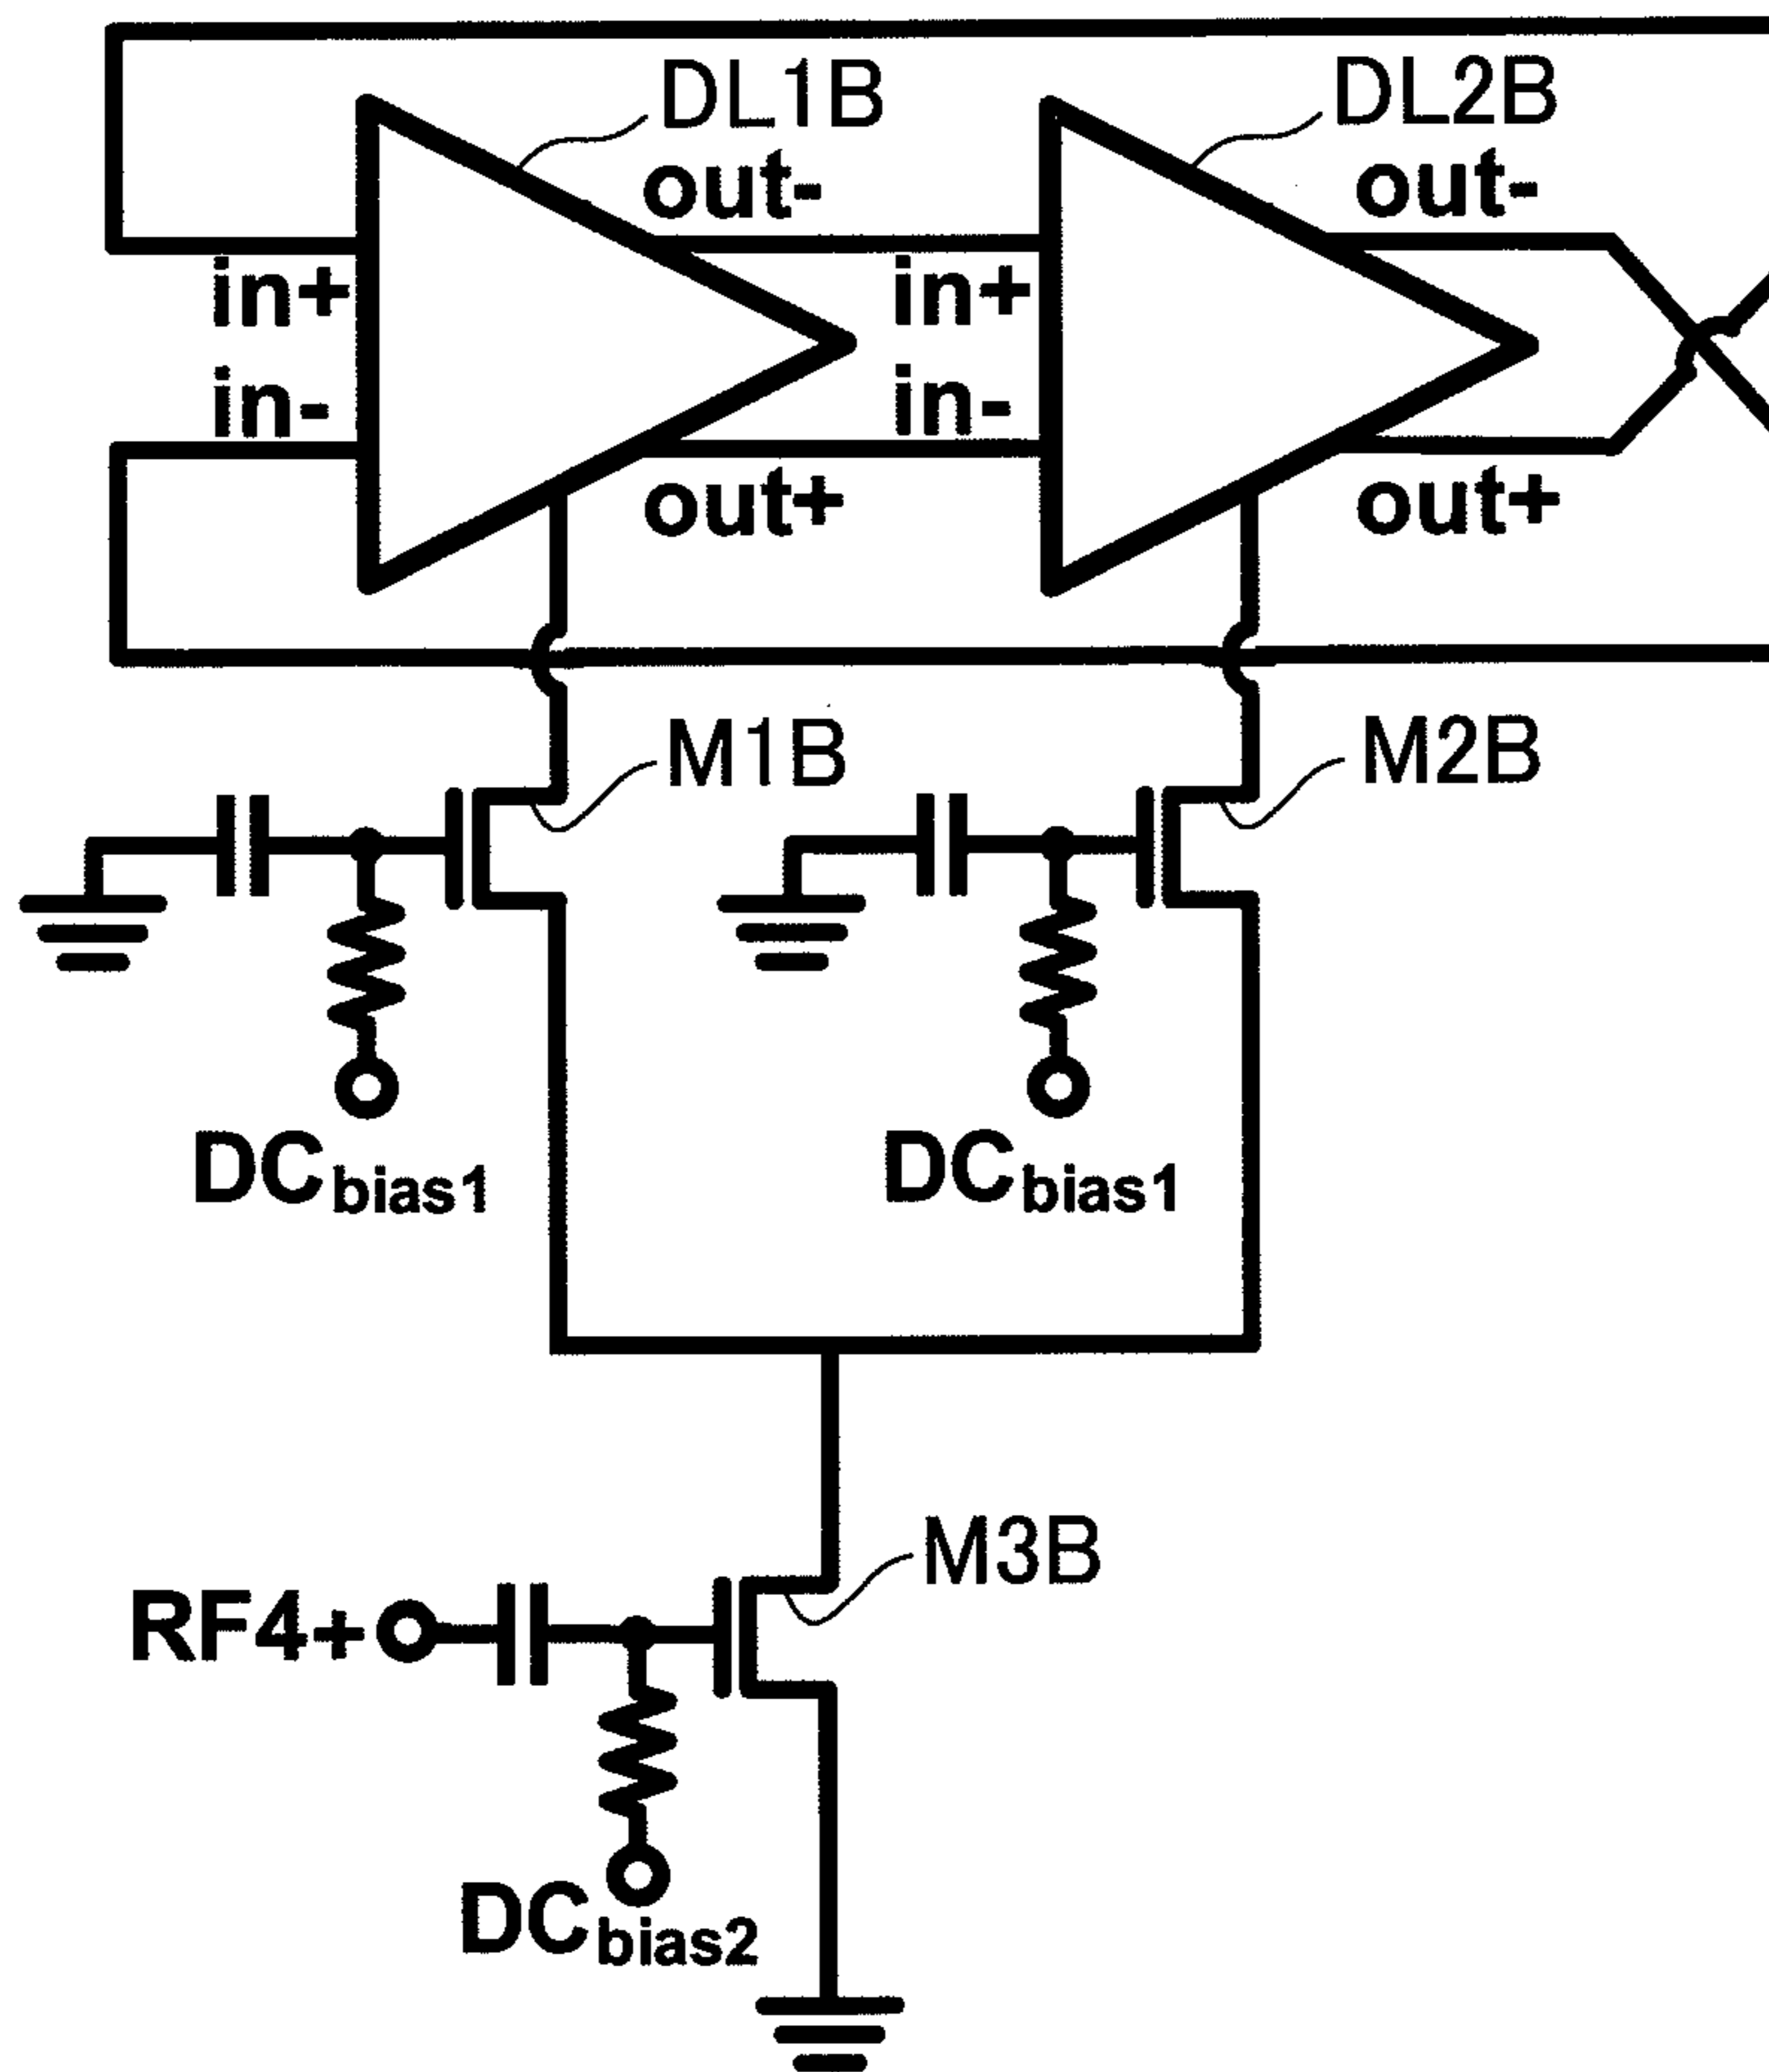 DL1B
DL2B
out-
out-
in+
in+
in-
in-
out+
out+
M1B
M2B
DCbias1
DCbias1
M3B
RF4+
DCbias2